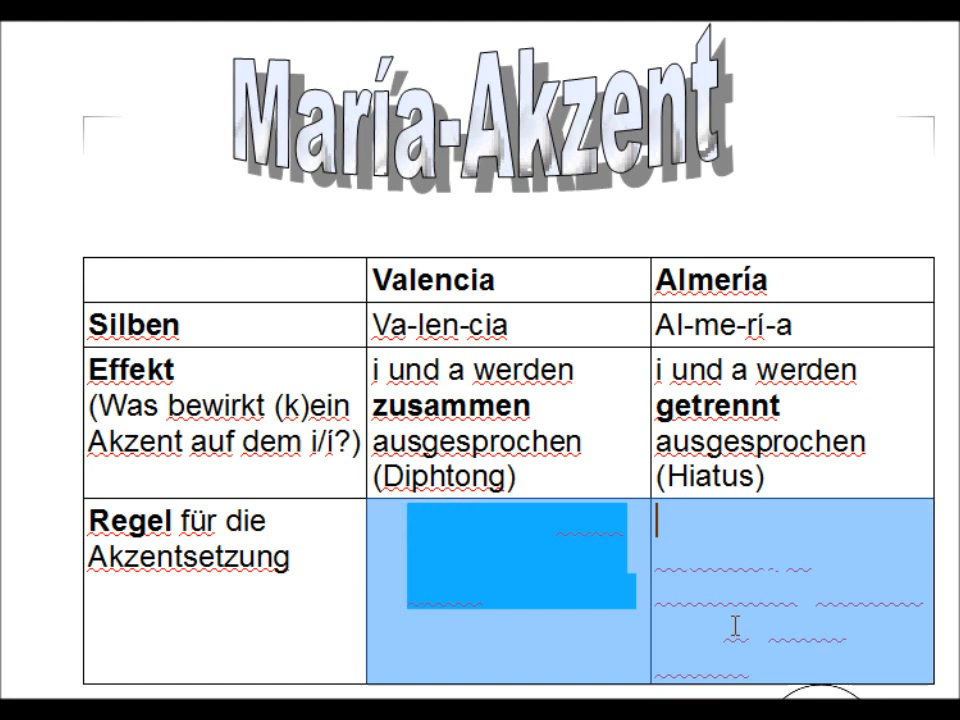 María-Akzent
Valencia Almería
Silben Va-len-cia Al-me-rí-a
Effekt i und a werden i und a werden
(Was bewirkt (k)ein zusammen getrennt
Akzent auf dem i/í?) ausgesprochen ausgesprochen
(Diphtong) (Hiatus)
Regel für die
Akzentsetzung